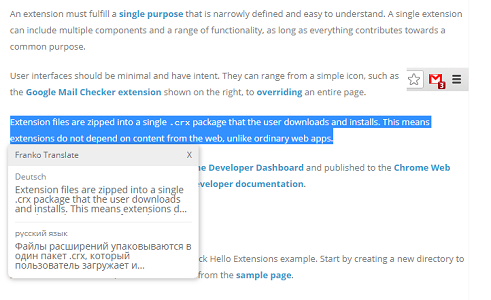 An extension must fulfill a single purpose that is narrowly defined and easy to understand. A single extension
can include multiple components and a range of functionality, as long as everything contributes towards a
common purpose.
User interfaces should be minimal and have intent. They can range from a simple icon, such as
the Google Mail Checker extension shown on the right, to overriding an entire page.
3
Extension files are zipped into a single .crx package that the user downloads and installs. This means
extensions do not depend on content from the web, unlike ordinary web apps.
Franko Translate X
Deutsch
Extension files are zipped into a single
.crx package that the user downloads
and installs. This means extensions d...
русский язык
Файлы расширений упаковываются в
один пакет .crx, который
пользователь загружает и...
me Developer Dashboard and published to the Chrome Web
eveloper documentation.
ck Hello Extensions example. Start by creating a new directory to
from the sample page.